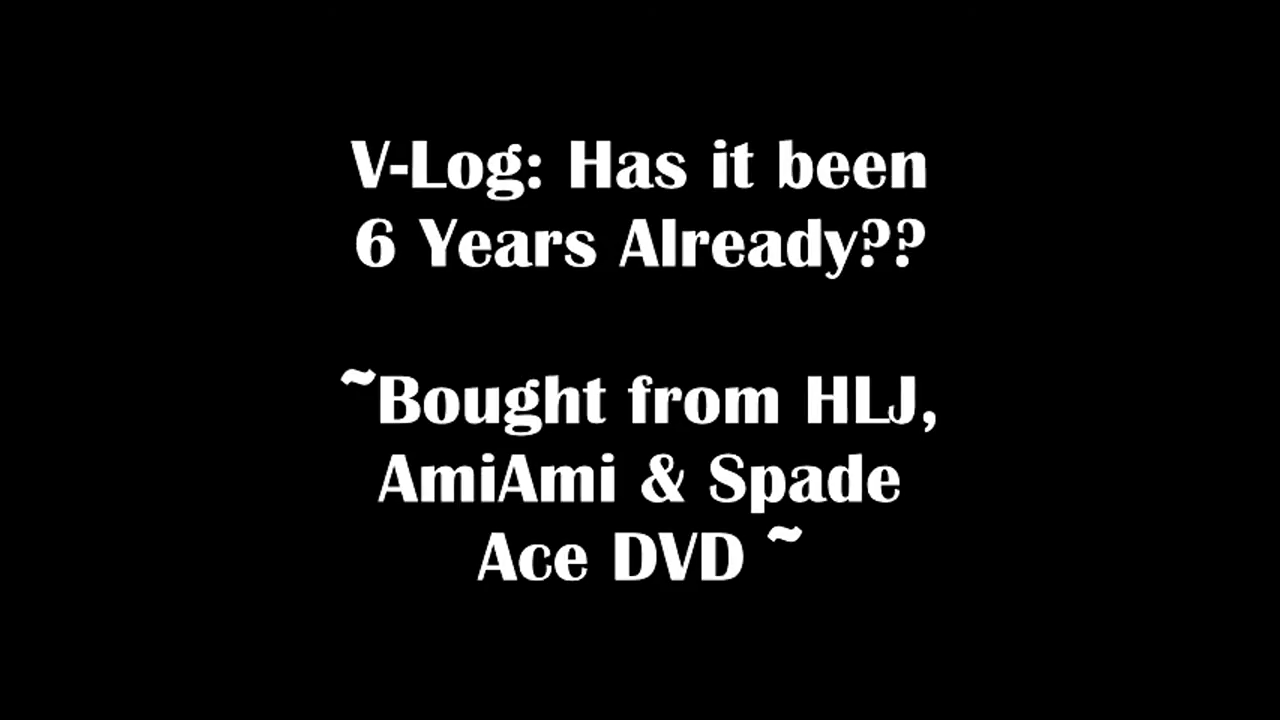 V-Log: Has it been
6 Years Already??
~Bought from HLJ,
AmiAmi & Spade
Ace DVD ~